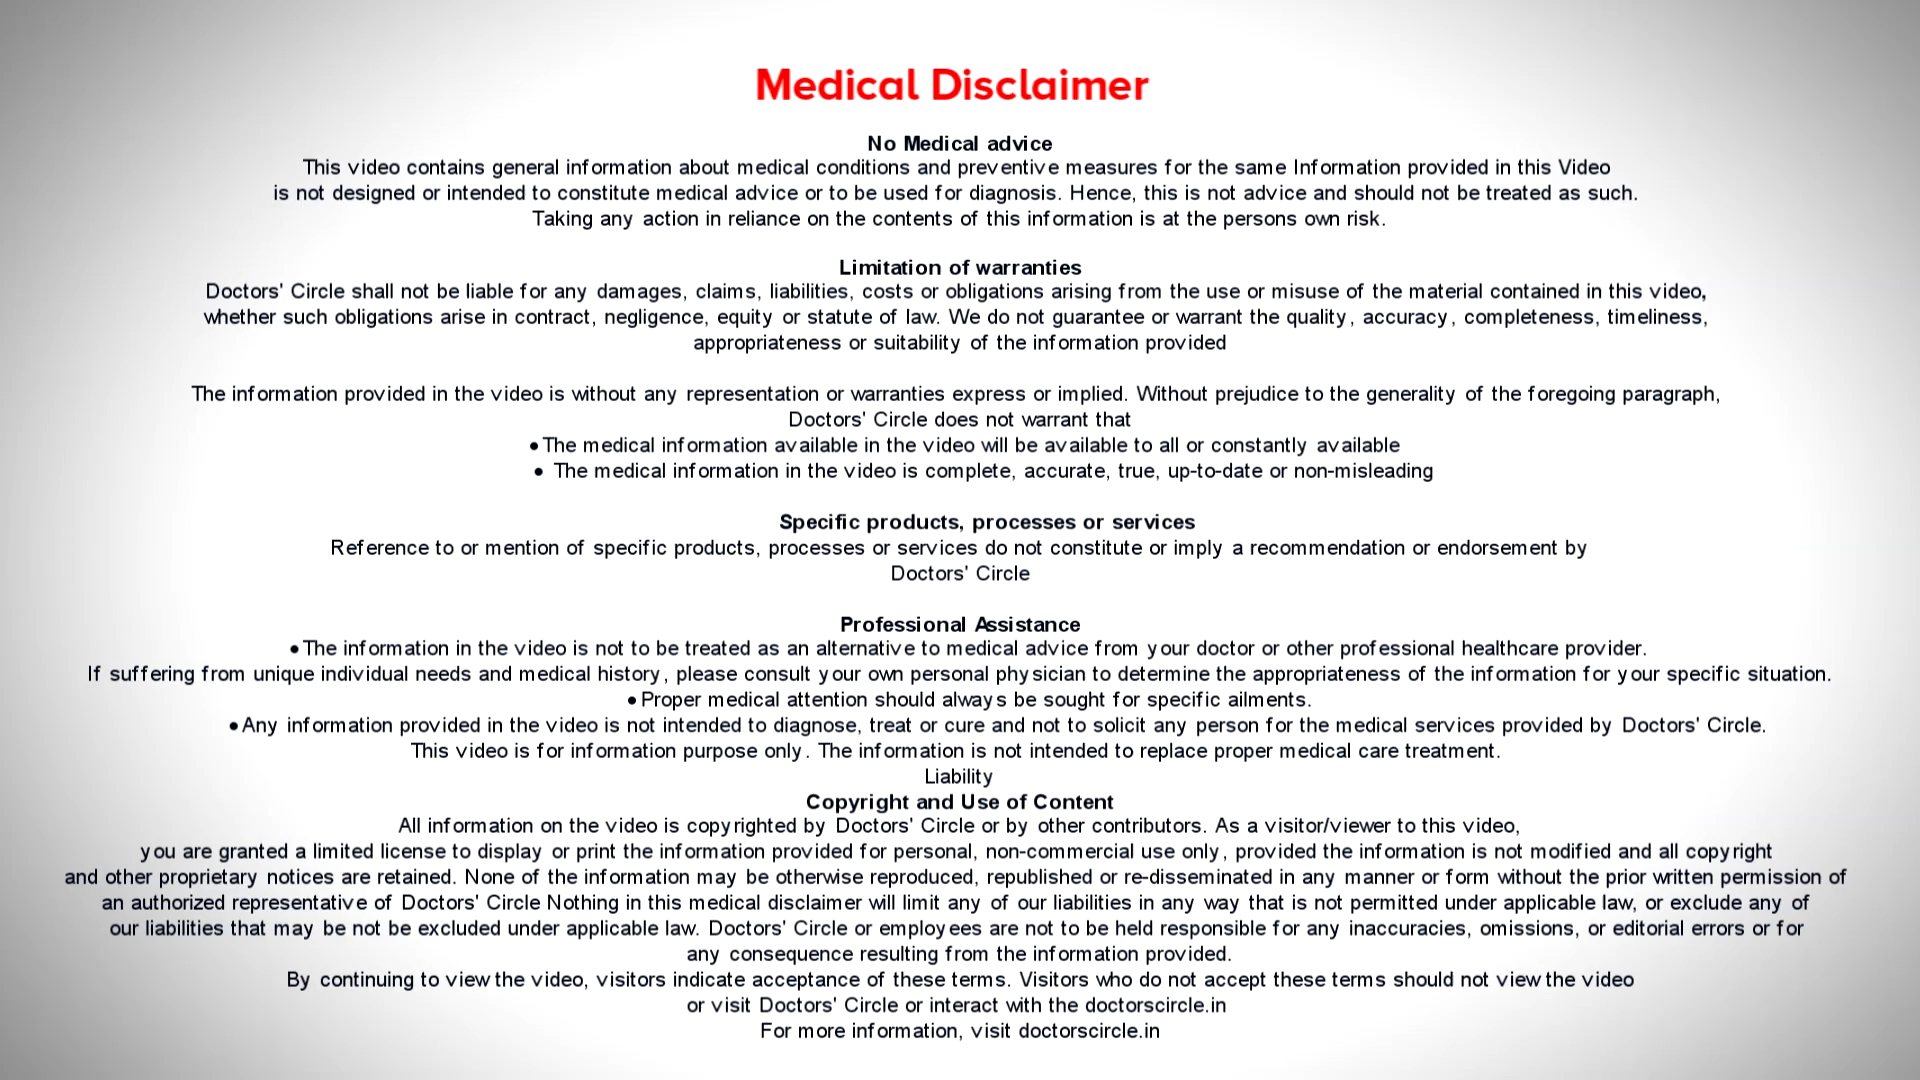 Medical Disclaimer
No Medical advice
This video contains general information about medical conditions and preventive measures for the same Information provided in this Video
is not designed or intended to constitute medical advice or to be used for diagnosis. Hence, this is not advice and should not be treated as such.
Taking any action in reliance on the contents of this information is at the persons own risk.
Limitation of warranties
Doctors' Circle shall not be liable for any damages, claims, liabilities, costs or obligations arising from the use or misuse of the material contained in this video,
whether such obligations arise in contract, negligence, equity or statute of law. We do not guarantee or warrant the quality, accuracy, completeness, timeliness,
appropriateness or suitability of the information provided
The information provided in the video is without any representation or warranties express or implied. Without prejudice to the generality of the foregoing paragraph,
Doctors' Circle does not warrant that
•The medical information available in the video will be available to all or constantly available
• The medical information in the video is complete, accurate, true, up-to-date or non-misleading
Specific products, processes or services
Reference to or mention of specific products, processes or services do not constitute or imply a recommendation or endorsement by
Doctors' Circle
Professional Assistance
•The information in the video is not to be treated as an alternative to medical advice from your doctor or other professional healthcare provider.
If suffering from unique individual needs and medical history, please consult your own personal physician to determine the appropriateness of the information for your specific situation.
•Proper medical attention should always be sought for specific ailments.
•Any information provided in the video is not intended to diagnose, treat or cure and not to solicit any person for the medical services provided by Doctors' Circle.
This video is for information purpose only. The information is not intended to replace proper medical care treatment.
Liability
Copyright and Use of Content
All information on the video is copyrighted by Doctors' Circle or by other contributors. As a visitor/viewer to this video,
you are granted a limited license to display or print the information provided for personal, non-commercial use only, provided the information is not modified and all copyright
and other proprietary notices are retained. None of the information may be otherwise reproduced, republished or re-disseminated in any manner or form without the prior written permission of
an authorized representative of Doctors' Circle Nothing in this medical disclaimer will limit any of our liabilities in any way that is not permitted under applicable law, or exclude any of
our liabilities that may be not be excluded under applicable law. Doctors' Circle or employees are not to be held responsible for any inaccuracies, omissions, or editorial errors or for
any consequence resulting from the information provided.
By continuing to view the video, visitors indicate acceptance of these terms. Visitors who do not accept these terms should not view the video
or visit Doctors' Circle or interact with the doctorscircle.in
For more information, visit doctorscircle.in